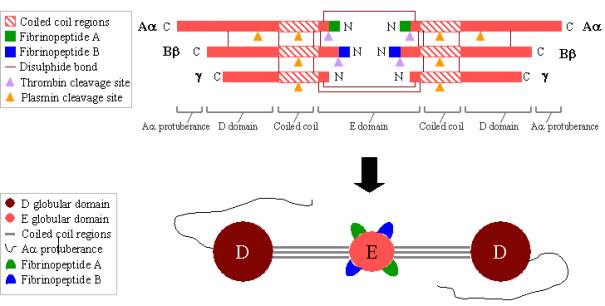 Coiled coil regions
Fibrinopeptide A
Fibrinopeptide B
Disulphide bond
Thrombin cleavage site
Plasmin cleavage site
Aα C N N C Aα
Bβ C N N C Bβ
γ C N N C γ
Aα protuberance D domain Coiled coil E domain Coiled coil D domain Aα protuberance
D globular domain
E globular domain
Coiled coil regions
Aα protuberance
Fibrinopeptide A
Fibrinopeptide B
D E D